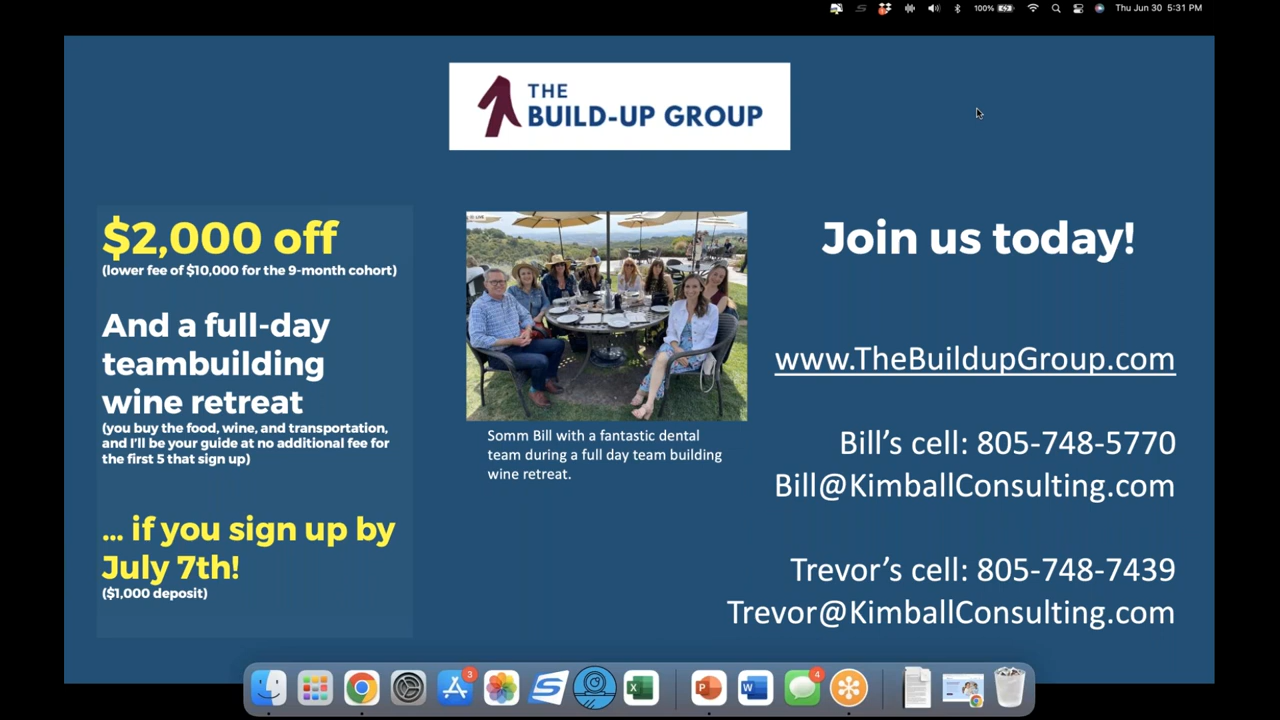 100%
Thu Jun 30 5:31 PM
THE
BUILD-UP GROUP
$2,000 off
(lower fee of $10,000 for the 9-month cohort)
And a full-day
teambuilding
wine retreat
(you buy the food, wine, and transportation,
and I'll be your guide at no additional fee for
the first 5 that sign up)
... if you sign up by
July 7th!
($1,000 deposit)
LIVE
Somm Bill with a fantastic dental
team during a full day team building
wine retreat.
Join us today!
www.TheBuildupGroup.com
Bill's cell: 805-748-5770
Bill@KimballConsulting.com
Trevor's cell: 805-748-7439
Trevor@KimballConsulting.com
3
4